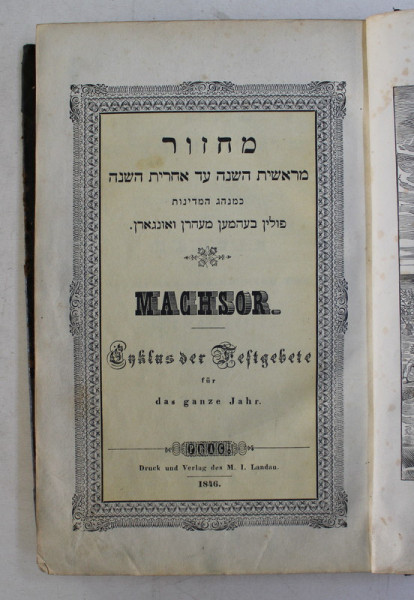 מחזור
מראשית השנה עד אחרית השנה
כמנהג המדינות
פולין בעהמען מעהרן ואונגארן.
MACHSOR.
Cyklus der Festgebete
für
das ganze Jahr.
PRAG.
Druck und Verlag des M. I. Landau.
1846.